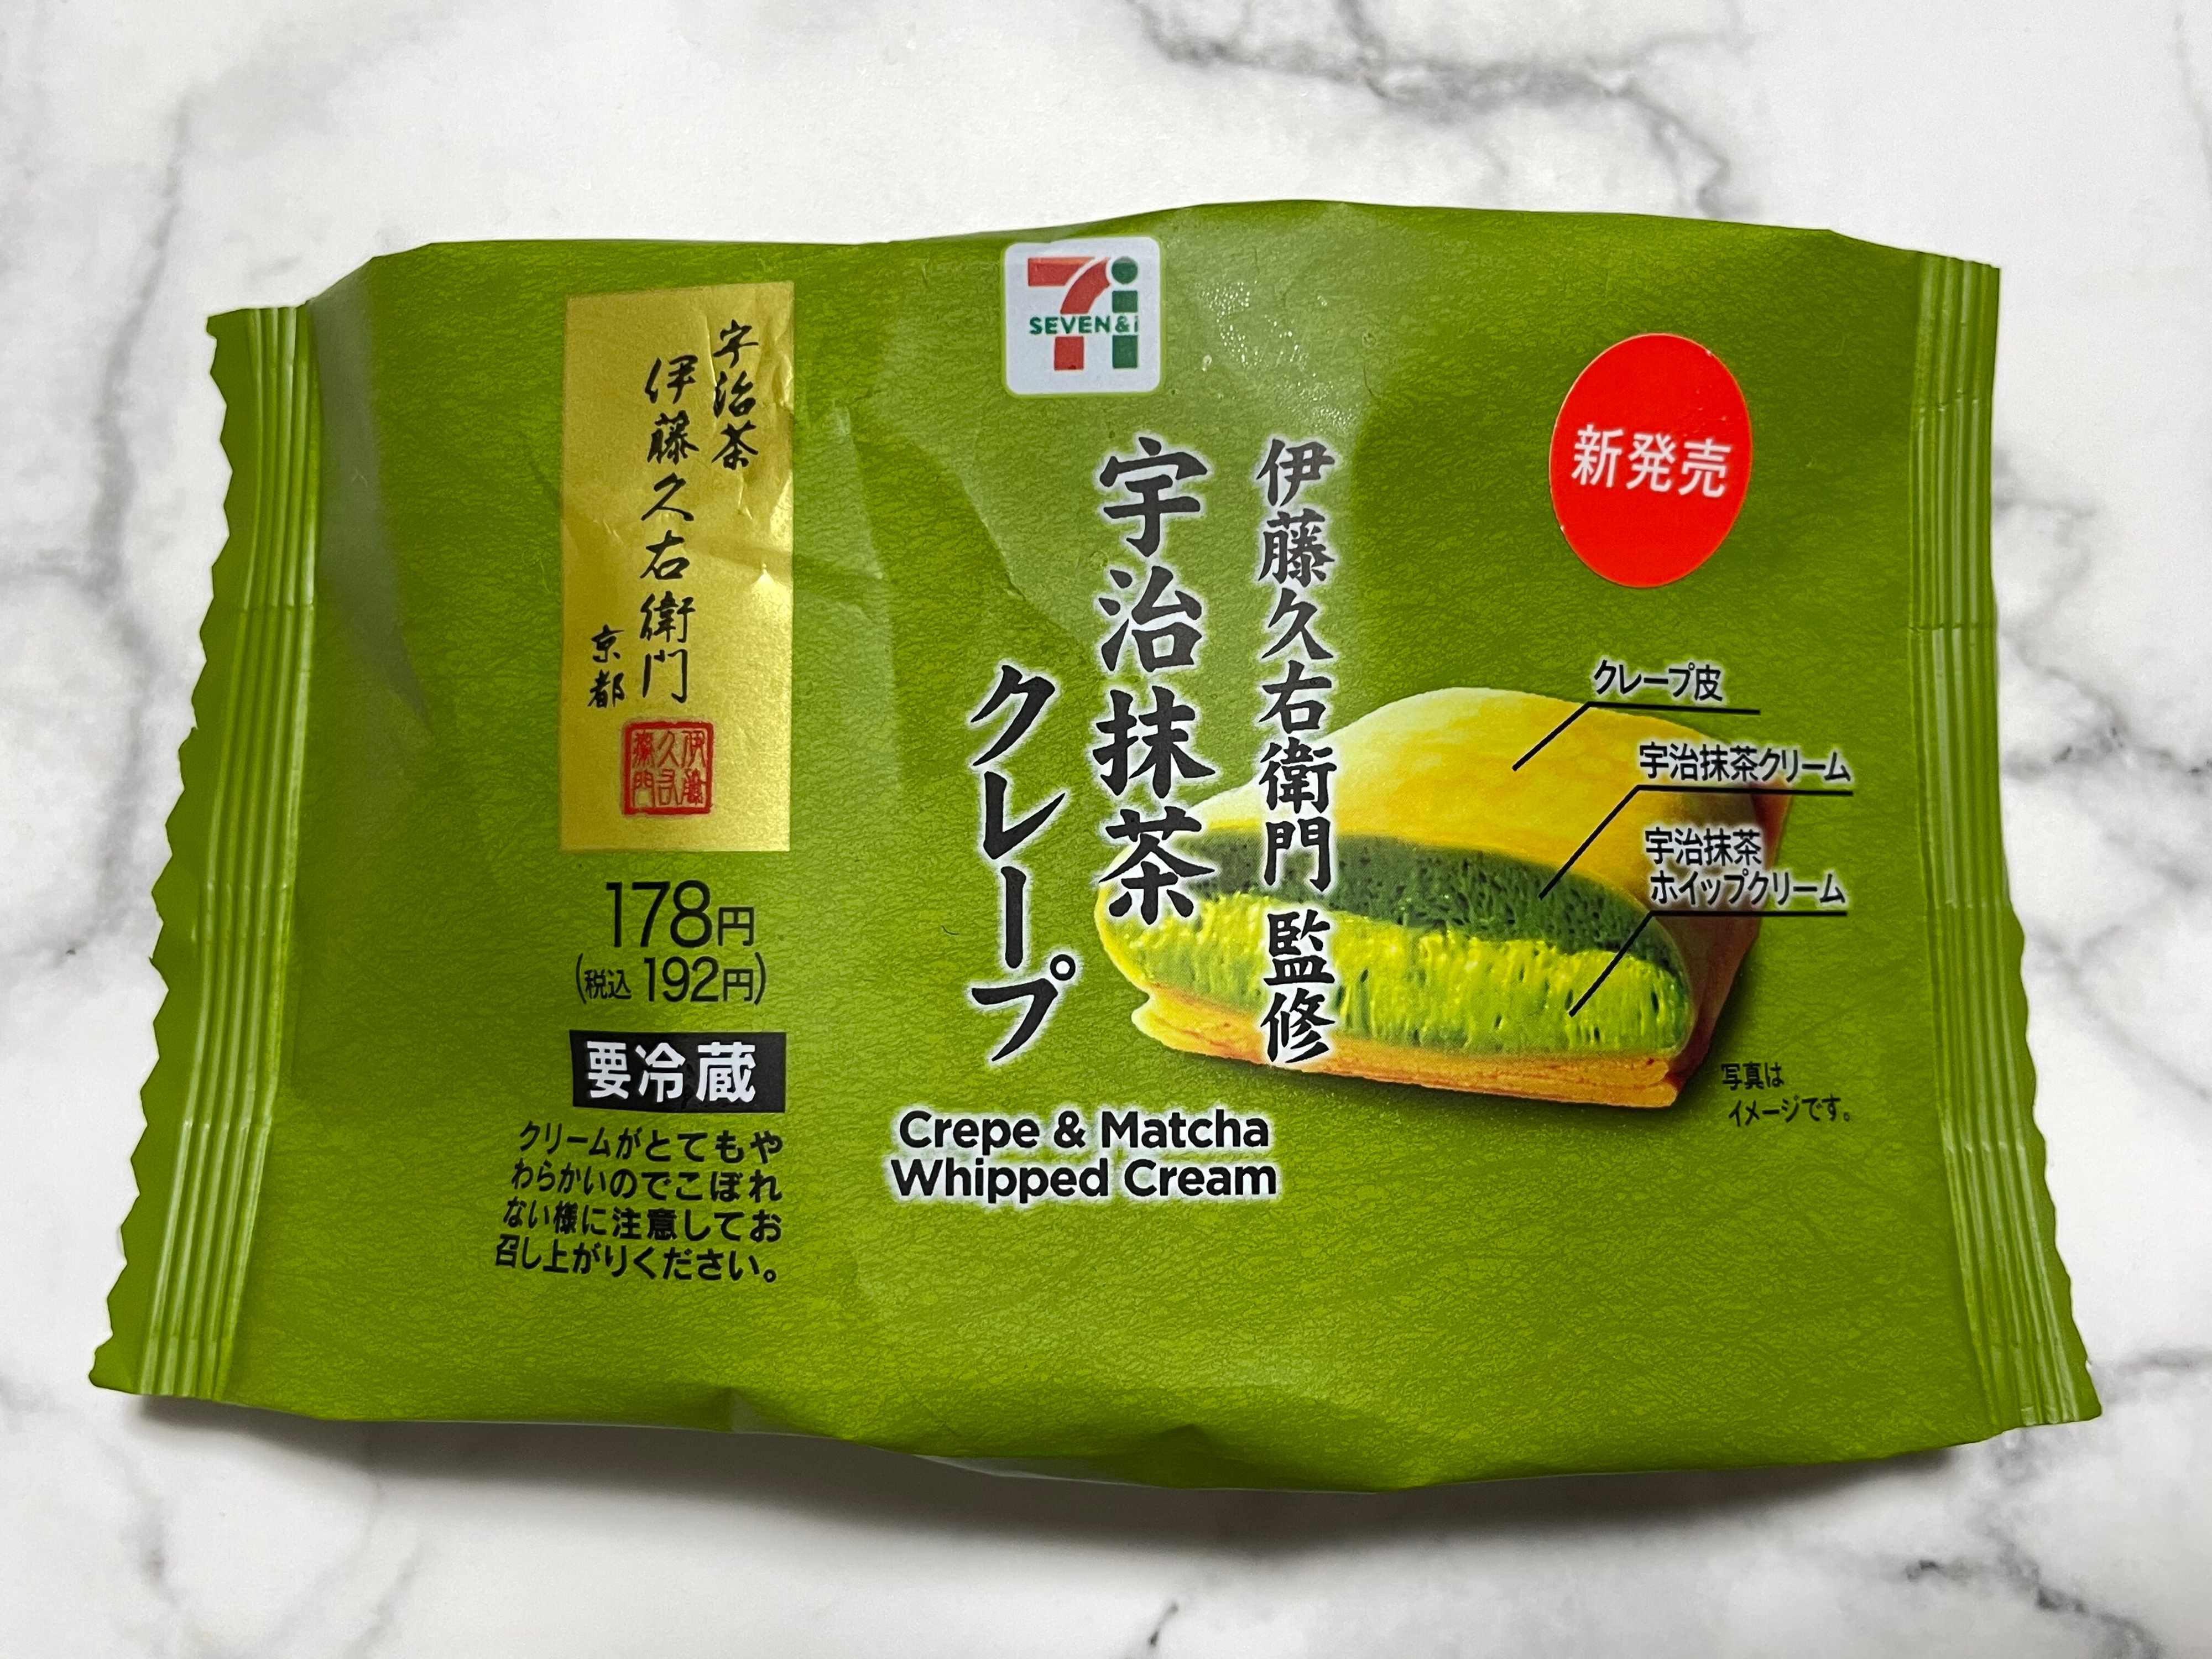 SEVEN&i
宇治茶
伊藤久右衛門
京都
178円
(税込 192円)
要冷蔵
クリームがとてもや
わらかいのでこぼれ
ない様に注意してお
召し上がりください。
伊藤久右衛門 監修
宇治抹茶
クレープ
Crepe & Matcha
Whipped Cream
新発売
クレープ皮
宇治抹茶クリーム
宇治抹茶
ホイップクリーム
写真は
イメージです。